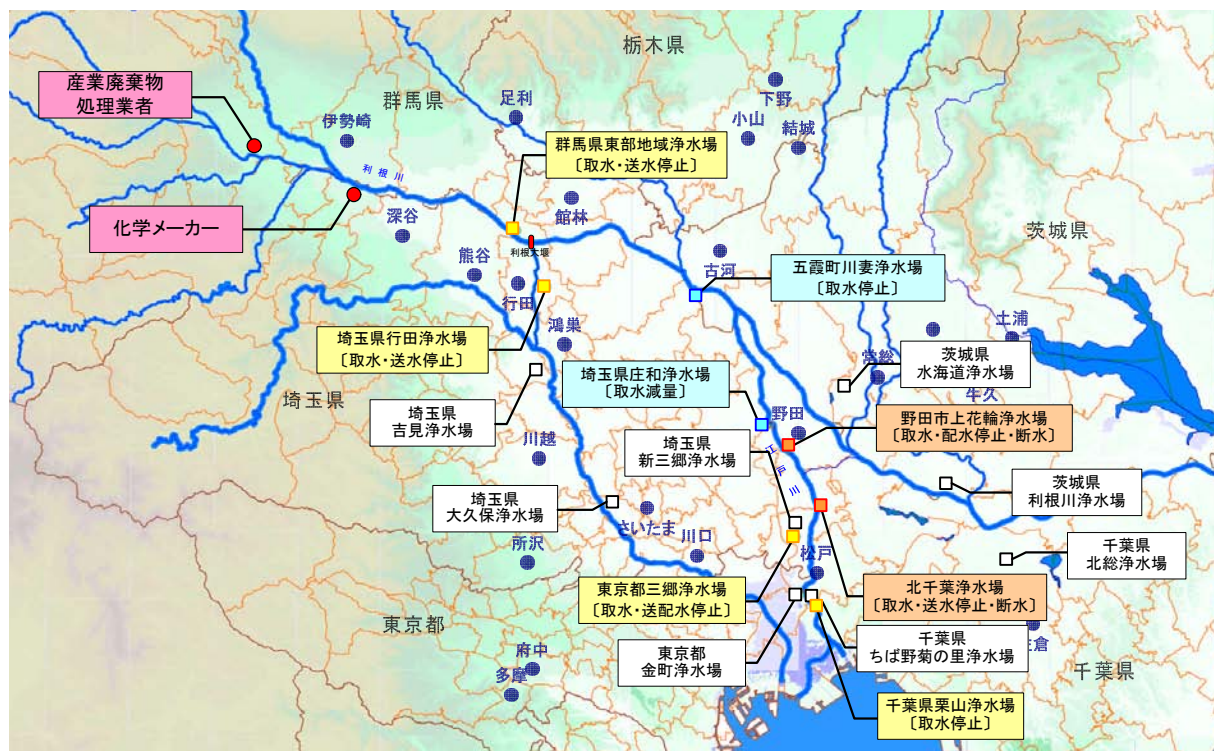 栃木県
産業廃棄物
処理業者
群馬県
足利
下野
伊勢崎
小山
結城
群馬県東部地域浄水場
〔取水・送水停止〕
利根川
化学メーカー
深谷
館林
利根大堰
茨城県
熊谷
古河
五霞町川妻浄水場
〔取水停止〕
行田
鴻巣
土浦
埼玉県行田浄水場
〔取水・送水停止〕
常総
茨城県
水海道浄水場
牛久
埼玉県
埼玉県庄和浄水場
〔取水減量〕
埼玉県
吉見浄水場
野田
野田市上花輪浄水場
〔取水・配水停止・断水〕
川越
埼玉県
新三郷浄水場
江戸川
埼玉県
大久保浄水場
茨城県
利根川浄水場
さいたま
川口
所沢
松戸
千葉県
北総浄水場
東京都三郷浄水場
〔取水・送配水停止〕
北千葉浄水場
〔取水・送水停止・断水〕
東京都
佐倉
府中
多摩
東京都
金町浄水場
千葉県
ちば野菊の里浄水場
千葉県
千葉県栗山浄水場
〔取水停止〕